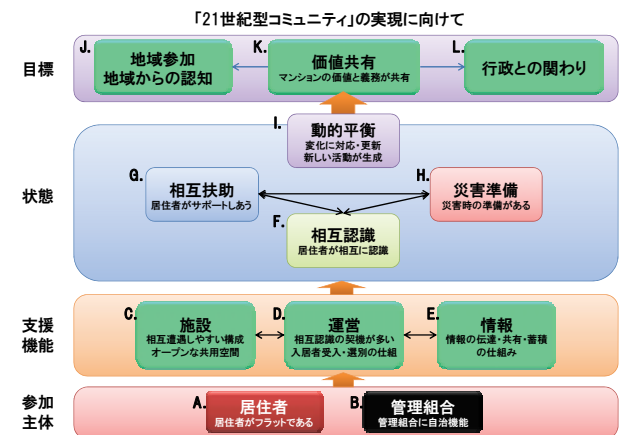 「21世紀型コミュニティ」の実現に向けて
目標
J.
地域参加
地域からの認知
K.
価値共有
マンションの価値と義務が共有
L.
行政との関わり
状態
I.
動的平衡
変化に対応・更新
新しい活動が生成
G.
相互扶助
居住者がサポートしあう
H.
災害準備
災害時の準備がある
F.
相互認識
居住者が相互に認識
支援
機能
C.
施設
相互遭遇しやすい構成
オープンな共用空間
D.
運営
相互認識の契機が多い
入居者受入・選別の仕組
E.
情報
情報の伝達・共有・蓄積
の仕組み
参加
主体
A.
居住者
居住者がフラットである
B.
管理組合
管理組合に自治機能